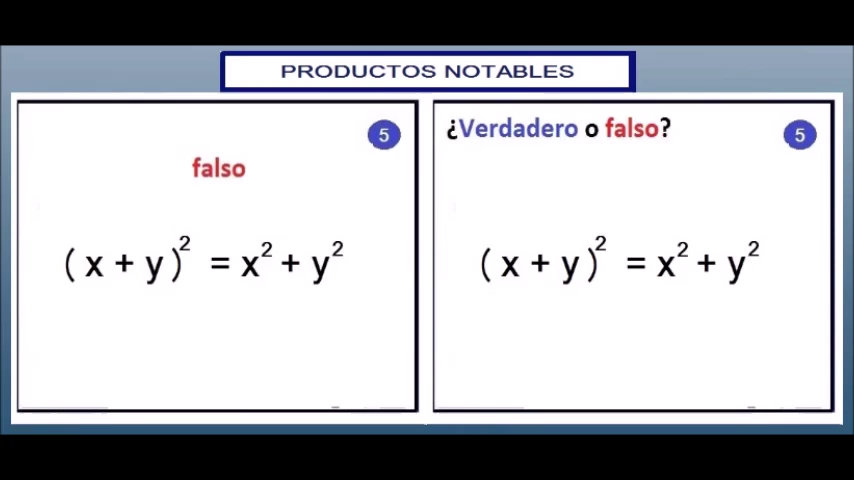 PRODUCTOS NOTABLES
5
falso
(x + y)² = x² + y²
¿Verdadero o falso?
5
(x + y)² = x² + y²